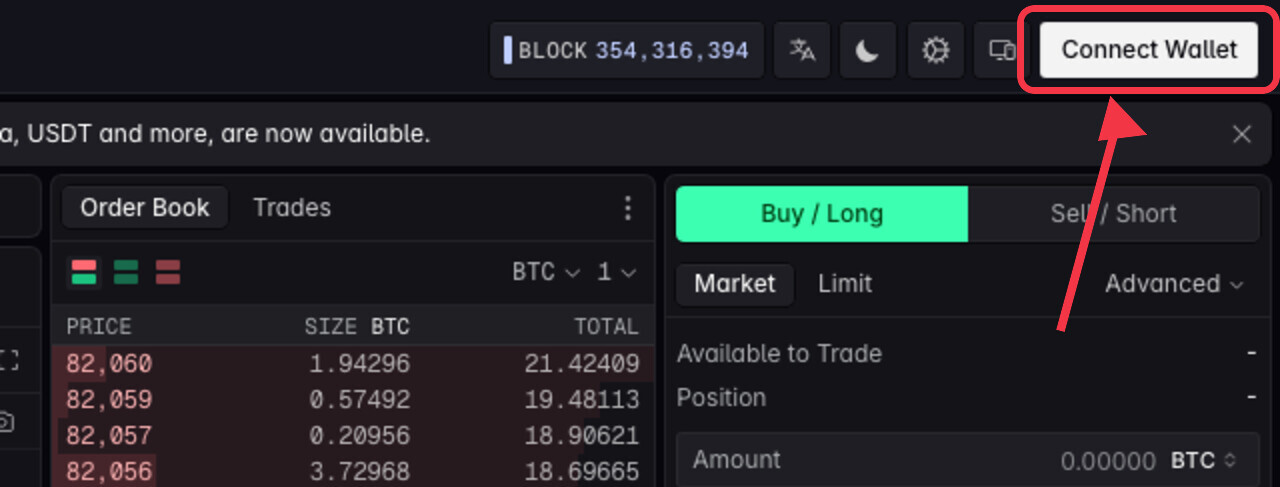 BLOCK 354,316,394
Connect Wallet
a, USDT and more, are now available.
Order Book Trades
BTC 1
PRICE SIZE BTC TOTAL
82,060 1.94296 21.42409
82,059 0.57492 19.48113
82,057 0.20956 18.90621
82,056 3.72968 18.69665
Buy / Long Sell / Short
Market Limit Advanced
Available to Trade -
Position -
Amount 0.00000 BTC